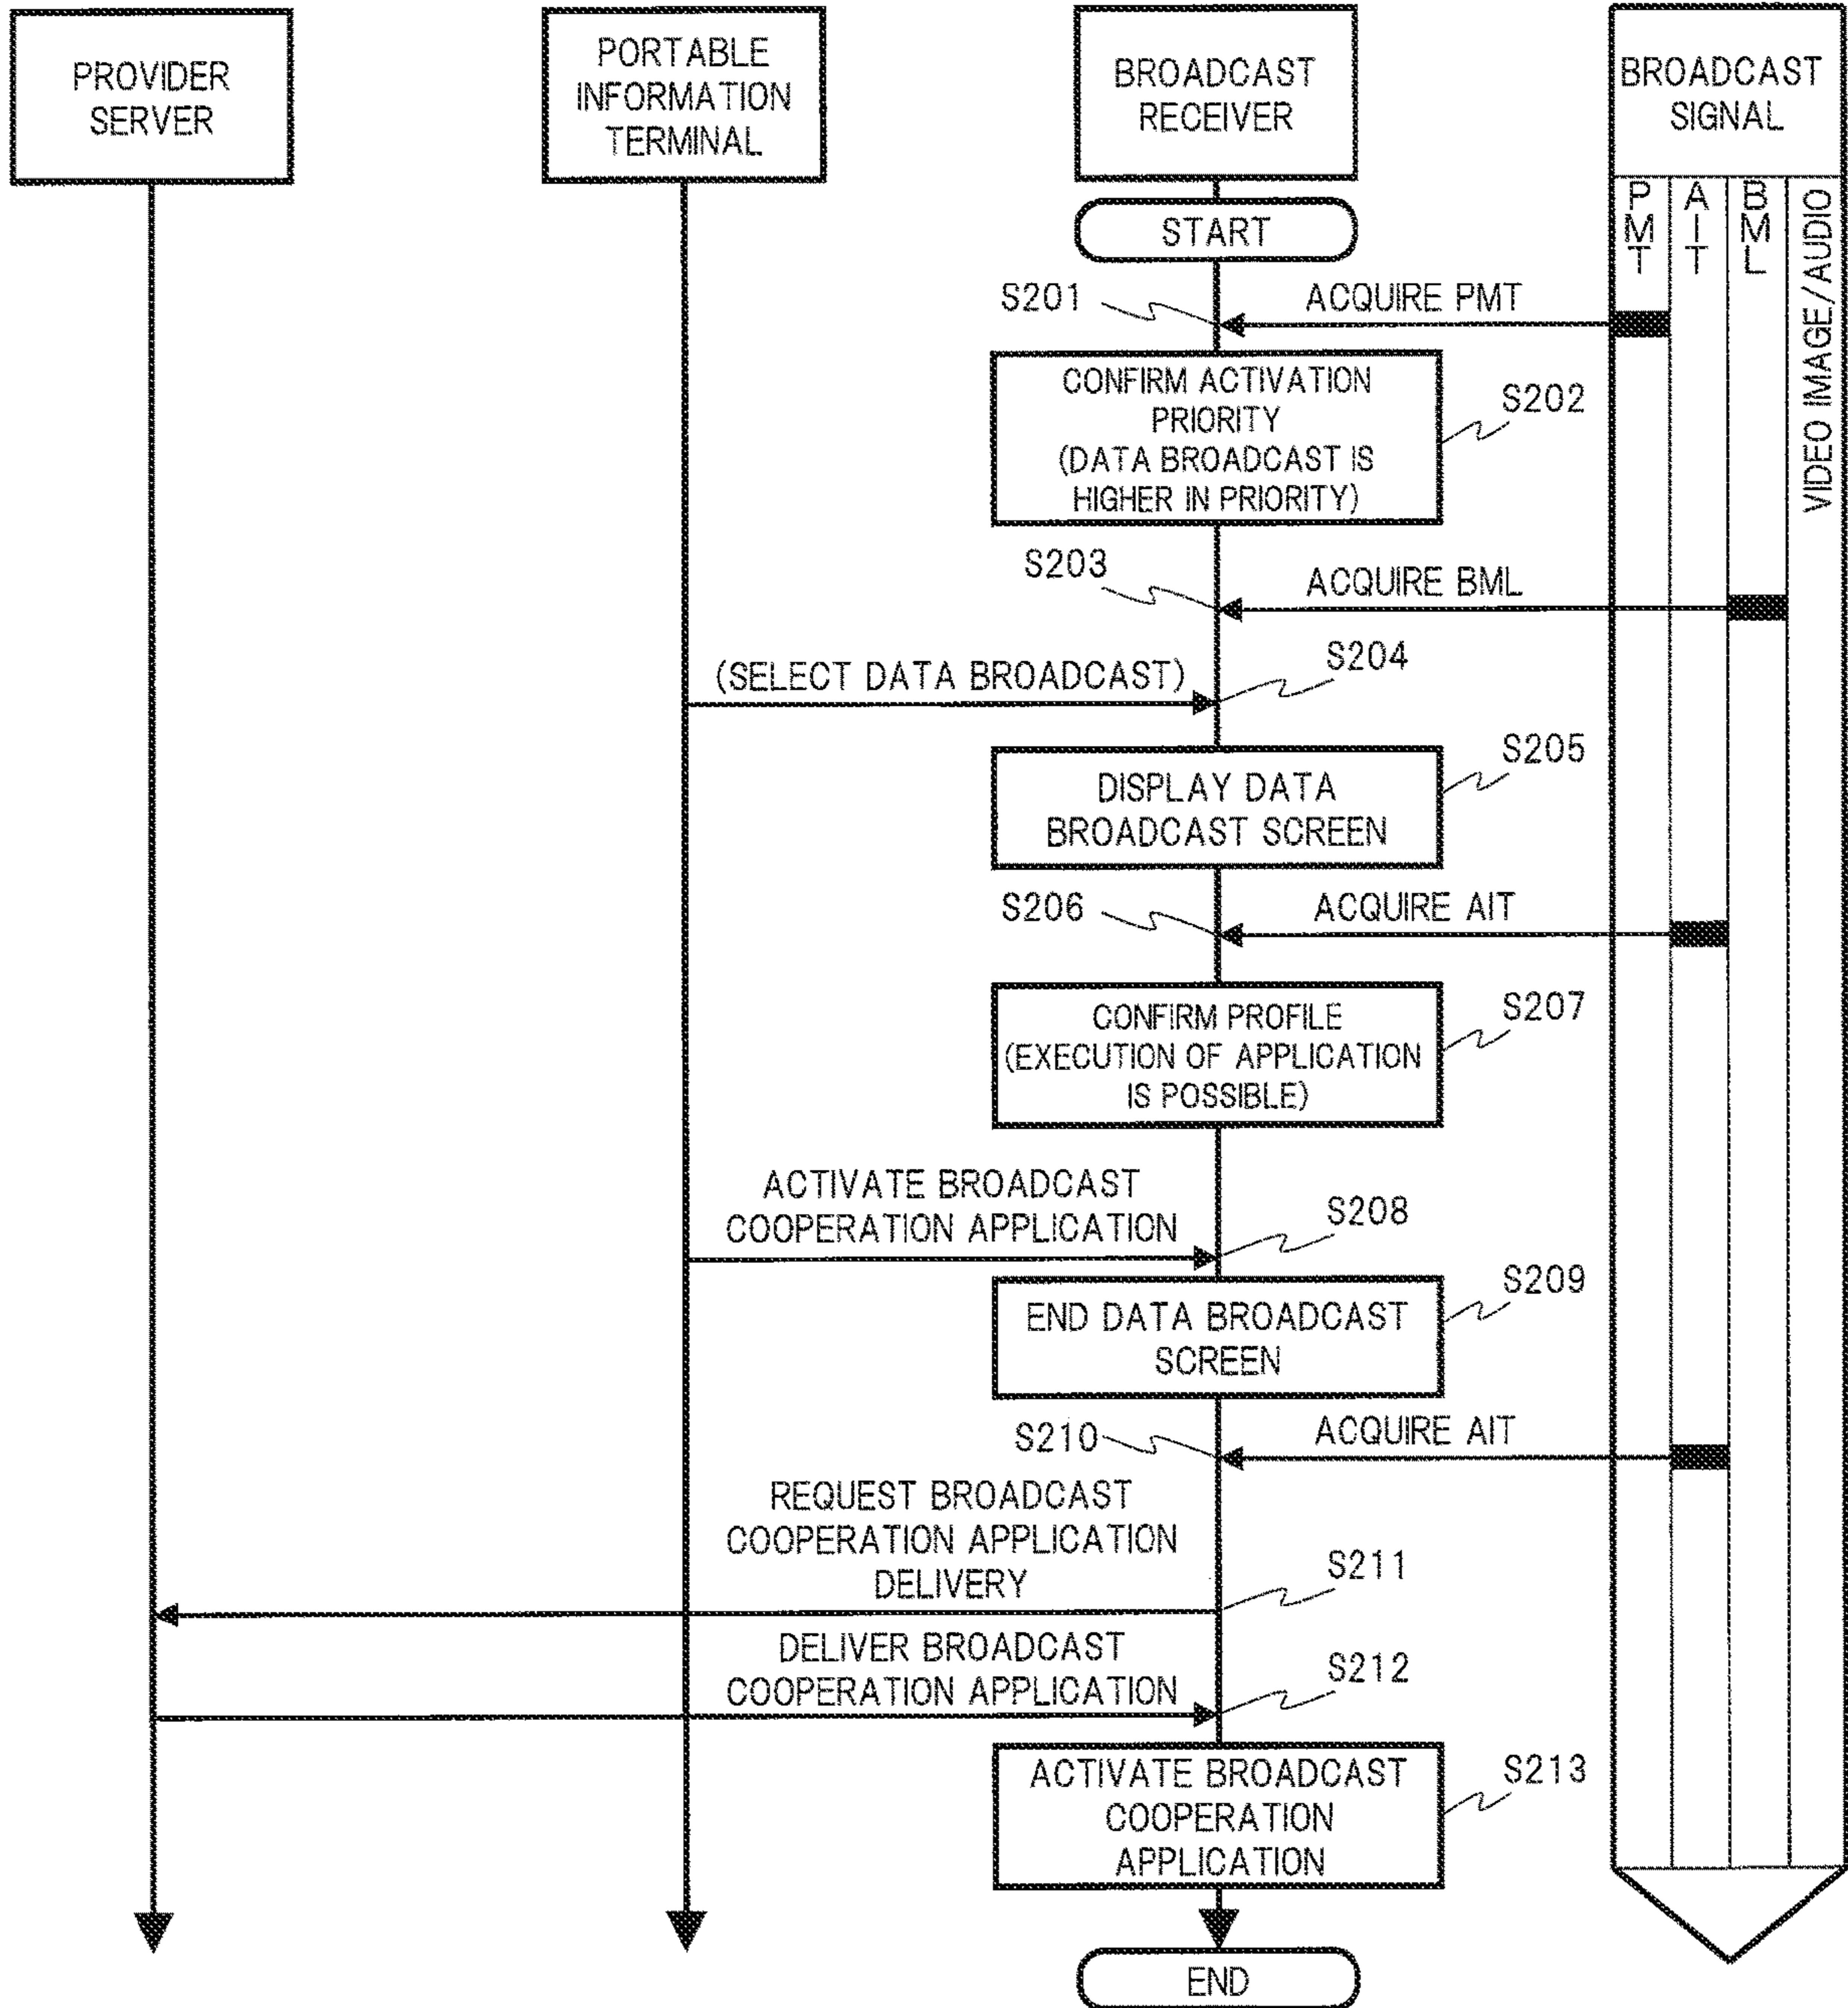 PROVIDER
SERVER
PORTABLE
INFORMATION
TERMINAL
BROADCAST
RECEIVER
BROADCAST
SIGNAL
PMT
AIT
BML
VIDEO IMAGE/AUDIO
START
S201
ACQUIRE PMT
CONFIRM ACTIVATION
PRIORITY
(DATA BROADCAST IS
HIGHER IN PRIORITY)
S202
S203
ACQUIRE BML
(SELECT DATA BROADCAST)
S204
DISPLAY DATA
BROADCAST SCREEN
S205
S206
ACQUIRE AIT
CONFIRM PROFILE
(EXECUTION OF APPLICATION
IS POSSIBLE)
S207
ACTIVATE BROADCAST
COOPERATION APPLICATION
S208
END DATA BROADCAST
SCREEN
S209
S210
ACQUIRE AIT
REQUEST BROADCAST
COOPERATION APPLICATION
DELIVERY
S211
DELIVER BROADCAST
COOPERATION APPLICATION
S212
ACTIVATE BROADCAST
COOPERATION
APPLICATION
S213
END